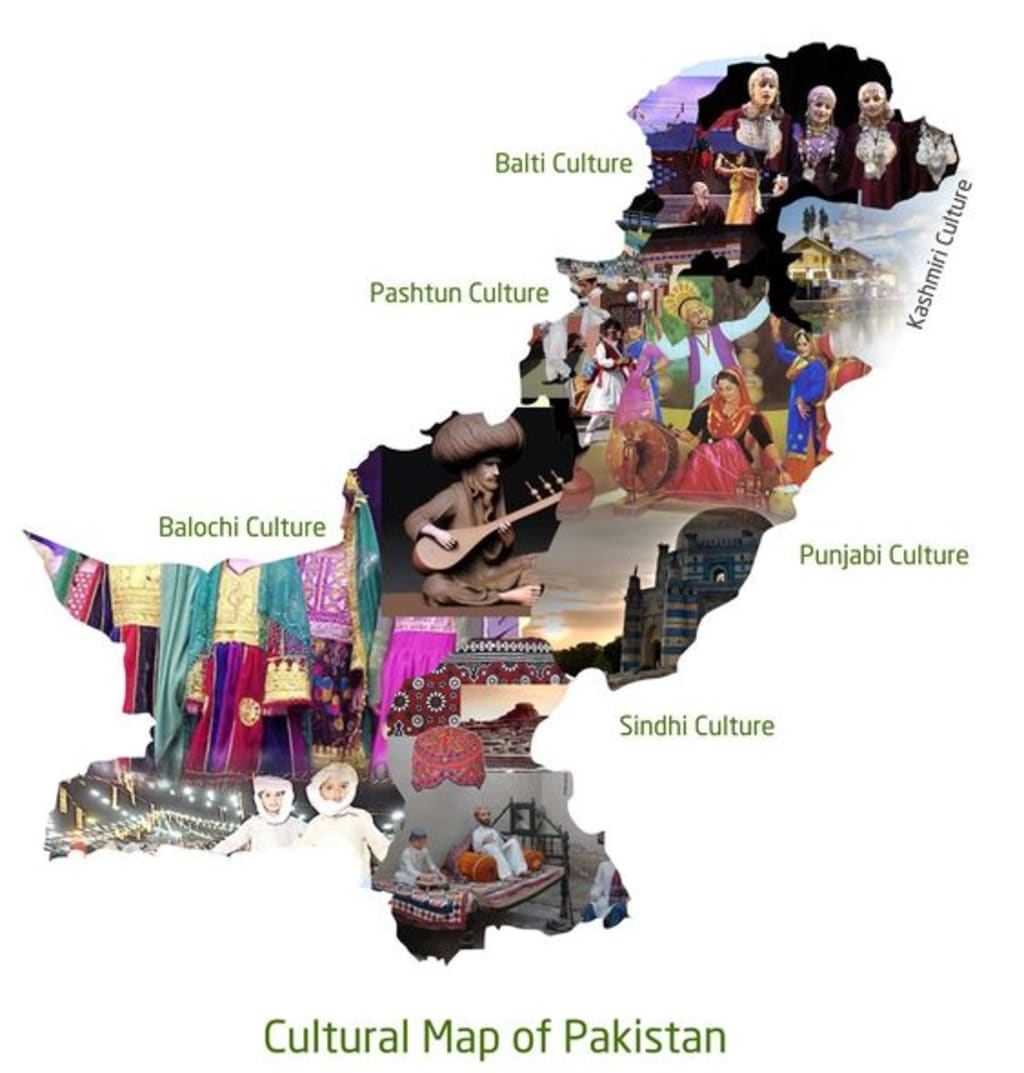 Balti Culture
Kashmiri Culture
Pashtun Culture
Balochi Culture
Punjabi Culture
Sindhi Culture
Cultural Map of Pakistan